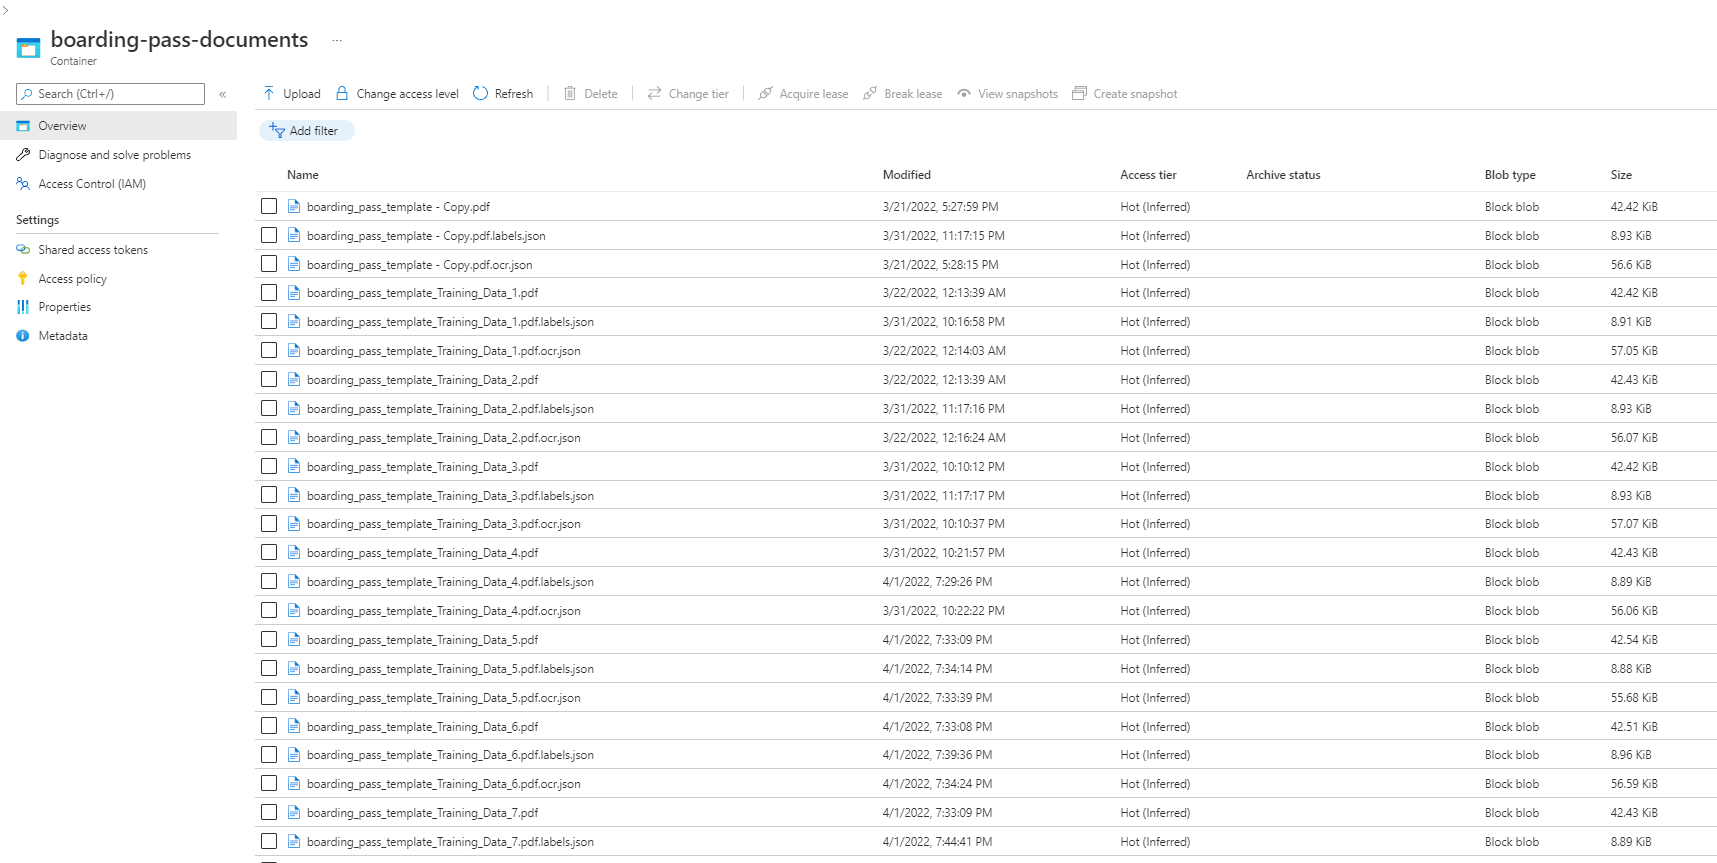 boarding-pass-documents ...
Container
Search (Ctrl+/) «
Upload Change access level Refresh Delete Change tier Acquire lease Break lease View snapshots Create snapshot
Overview
Diagnose and solve problems
Access Control (IAM)
Settings
Shared access tokens
Access policy
Properties
Metadata
Add filter
Name Modified Access tier Archive status Blob type Size
boarding_pass_template - Copy.pdf 3/21/2022, 5:27:59 PM Hot (Inferred) Block blob 42.42 KiB
boarding_pass_template - Copy.pdf.labels.json 3/31/2022, 11:17:15 PM Hot (Inferred) Block blob 8.93 KiB
boarding_pass_template - Copy.pdf.ocr.json 3/21/2022, 5:28:15 PM Hot (Inferred) Block blob 56.6 KiB
boarding_pass_template_Training_Data_1.pdf 3/22/2022, 12:13:39 AM Hot (Inferred) Block blob 42.42 KiB
boarding_pass_template_Training_Data_1.pdf.labels.json 3/31/2022, 10:16:58 PM Hot (Inferred) Block blob 8.91 KiB
boarding_pass_template_Training_Data_1.pdf.ocr.json 3/22/2022, 12:14:03 AM Hot (Inferred) Block blob 57.05 KiB
boarding_pass_template_Training_Data_2.pdf 3/22/2022, 12:13:39 AM Hot (Inferred) Block blob 42.43 KiB
boarding_pass_template_Training_Data_2.pdf.labels.json 3/31/2022, 11:17:16 PM Hot (Inferred) Block blob 8.93 KiB
boarding_pass_template_Training_Data_2.pdf.ocr.json 3/22/2022, 12:16:24 AM Hot (Inferred) Block blob 56.07 KiB
boarding_pass_template_Training_Data_3.pdf 3/31/2022, 10:10:12 PM Hot (Inferred) Block blob 42.42 KiB
boarding_pass_template_Training_Data_3.pdf.labels.json 3/31/2022, 11:17:17 PM Hot (Inferred) Block blob 8.93 KiB
boarding_pass_template_Training_Data_3.pdf.ocr.json 3/31/2022, 10:10:37 PM Hot (Inferred) Block blob 57.07 KiB
boarding_pass_template_Training_Data_4.pdf 3/31/2022, 10:21:57 PM Hot (Inferred) Block blob 42.43 KiB
boarding_pass_template_Training_Data_4.pdf.labels.json 4/1/2022, 7:29:26 PM Hot (Inferred) Block blob 8.89 KiB
boarding_pass_template_Training_Data_4.pdf.ocr.json 3/31/2022, 10:22:22 PM Hot (Inferred) Block blob 56.06 KiB
boarding_pass_template_Training_Data_5.pdf 4/1/2022, 7:33:09 PM Hot (Inferred) Block blob 42.54 KiB
boarding_pass_template_Training_Data_5.pdf.labels.json 4/1/2022, 7:34:14 PM Hot (Inferred) Block blob 8.88 KiB
boarding_pass_template_Training_Data_5.pdf.ocr.json 4/1/2022, 7:33:39 PM Hot (Inferred) Block blob 55.68 KiB
boarding_pass_template_Training_Data_6.pdf 4/1/2022, 7:33:08 PM Hot (Inferred) Block blob 42.51 KiB
boarding_pass_template_Training_Data_6.pdf.labels.json 4/1/2022, 7:39:36 PM Hot (Inferred) Block blob 8.96 KiB
boarding_pass_template_Training_Data_6.pdf.ocr.json 4/1/2022, 7:34:24 PM Hot (Inferred) Block blob 56.59 KiB
boarding_pass_template_Training_Data_7.pdf 4/1/2022, 7:33:09 PM Hot (Inferred) Block blob 42.43 KiB
boarding_pass_template_Training_Data_7.pdf.labels.json 4/1/2022, 7:44:41 PM Hot (Inferred) Block blob 8.89 KiB